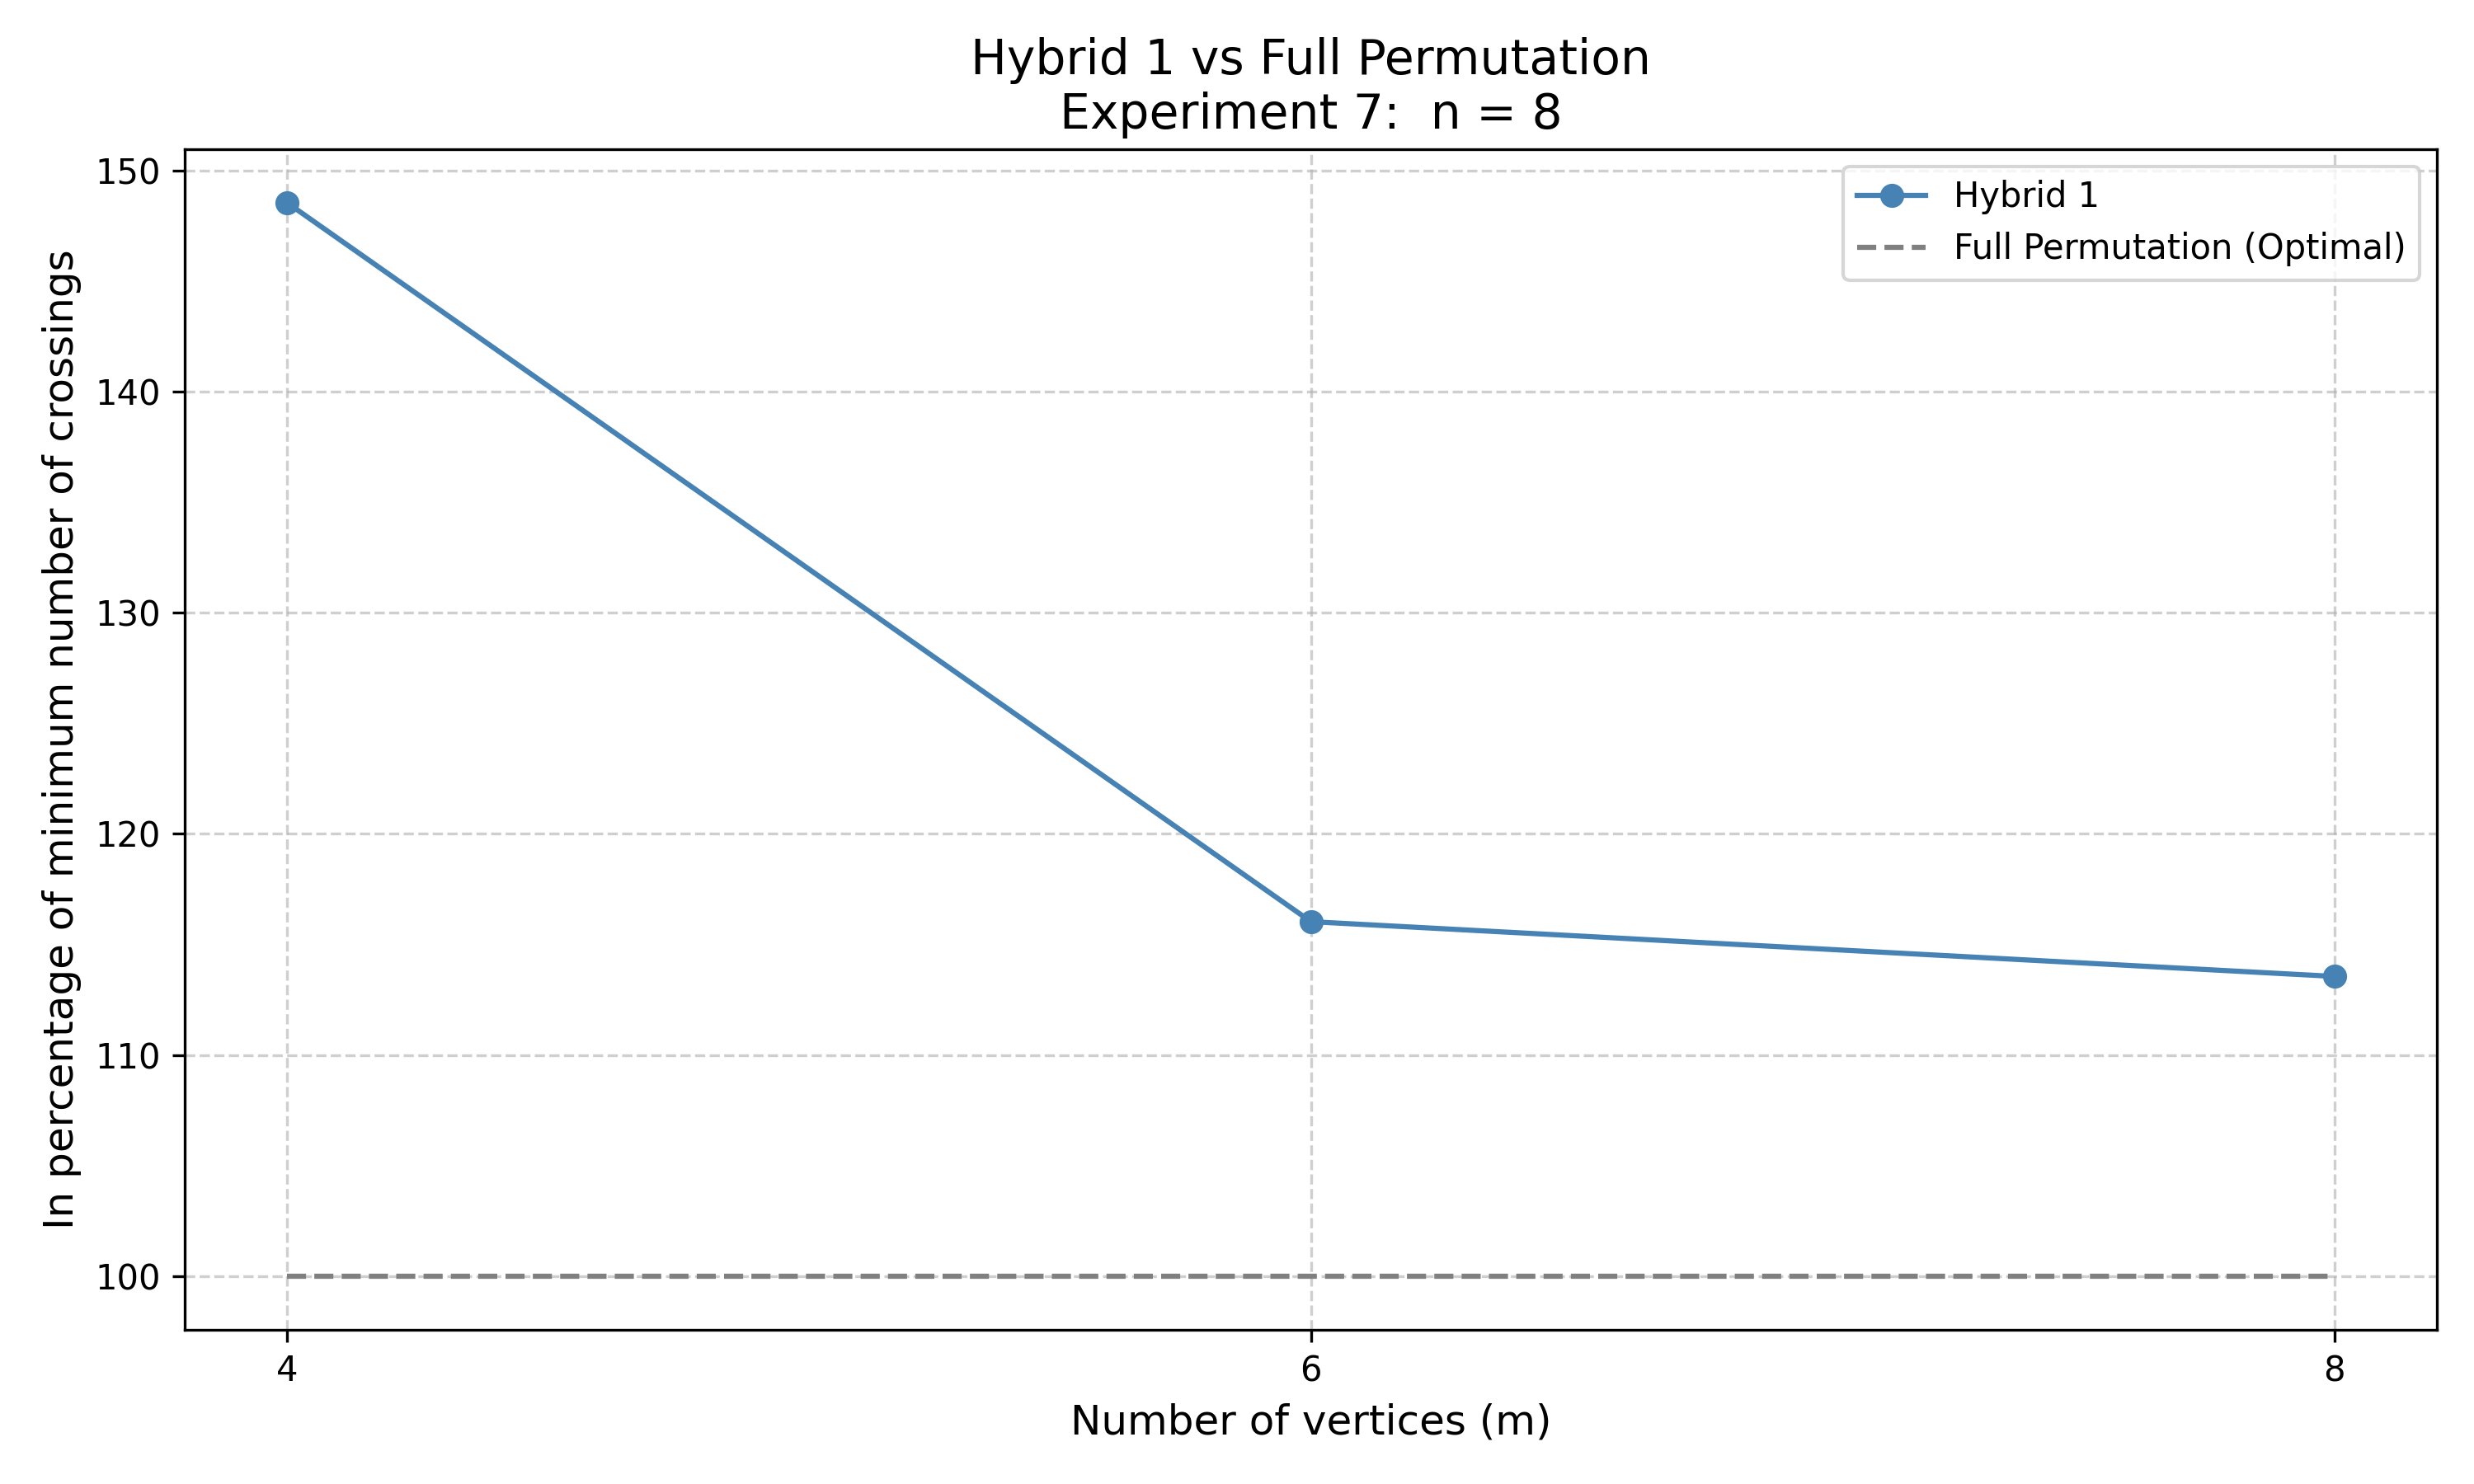 Hybrid 1 vs Full Permutation
Experiment 7:  n = 8
Hybrid 1
Full Permutation (Optimal)
In percentage of minimum number of crossings
150
140
130
120
110
100
4
6
8
Number of vertices (m)